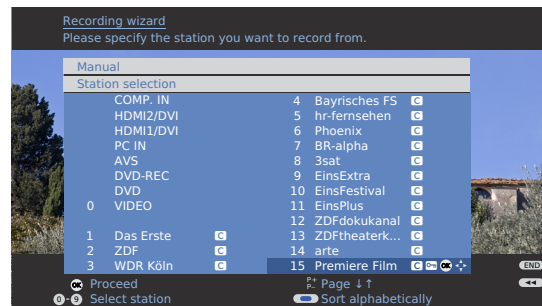 Recording wizard
Please specify the station you want to record from.
Manual
Station selection
COMP. IN
HDMI2/DVI
HDMI1/DVI
PC IN
AVS
DVD-REC
DVD
0 VIDEO
1 Das Erste C
2 ZDF C
3 WDR Köln C
4 Bayrisches FS C
5 hr-fernsehen C
6 Phoenix C
7 BR-alpha C
8 3sat C
9 EinsExtra C
10 EinsFestival C
11 EinsPlus C
12 ZDFdokukanal C
13 ZDFtheaterk... C
14 arte C
15 Premiere Film C OK
END
OK Proceed
P+ P- Page ↓↑
0-9 Select station
Sort alphabetically